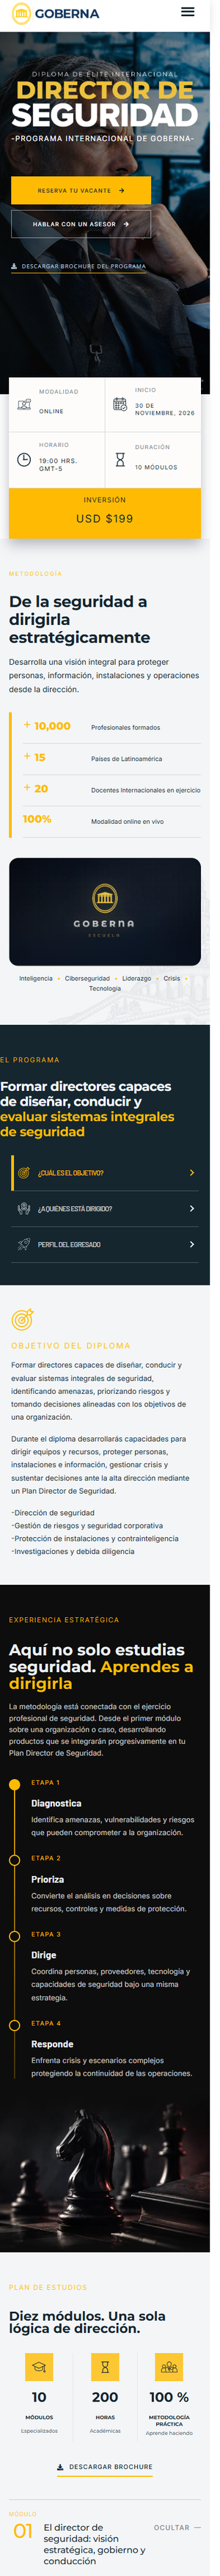 GOBERNA
DIPLOMA DE ÉLITE INTERNACIONAL
DIRECTOR DE
SEGURIDAD
-PROGRAMA INTERNACIONAL DE GOBERNA-
RESERVA TU VACANTE →
HABLAR CON UN ASESOR →
DESCARGAR BROCHURE DEL PROGRAMA
MODALIDAD
ONLINE
INICIO
30 DE
NOVIEMBRE, 2026
HORARIO
19:00 HRS.
GMT-5
DURACIÓN
10 MÓDULOS
INVERSIÓN
USD $199
METODOLOGÍA
De la seguridad a
dirigirla
estratégicamente
Desarrolla una visión integral para proteger
personas, información, instalaciones y operaciones
desde la dirección.
+ 10,000 Profesionales formados
+ 15 Países de Latinoamérica
+ 20 Docentes Internacionales en ejercicio
100% Modalidad online en vivo
GOBERNA
ESCUELA
Inteligencia • Ciberseguridad • Liderazgo • Crisis •
Tecnología
EL PROGRAMA
Formar directores capaces
de diseñar, conducir y
evaluar sistemas integrales
de seguridad
¿CUÁL ES EL OBJETIVO?
¿A QUIÉNES ESTÁ DIRIGIDO?
PERFIL DEL EGRESADO
OBJETIVO DEL DIPLOMA
Formar directores capaces de diseñar, conducir y
evaluar sistemas integrales de seguridad,
identificando amenazas, priorizando riesgos y
tomando decisiones alineadas con los objetivos de
una organización.
Durante el diploma desarrollarás capacidades para
dirigir equipos y recursos, proteger personas,
instalaciones e información, gestionar crisis y
sustentar decisiones ante la alta dirección mediante
un Plan Director de Seguridad.
-Dirección de seguridad
-Gestión de riesgos y seguridad corporativa
-Protección de instalaciones y contrainteligencia
-Investigaciones y debida diligencia
EXPERIENCIA ESTRATÉGICA
Aquí no solo estudias
seguridad. Aprendes a
dirigirla
La metodología está conectada con el ejercicio
profesional de seguridad. Desde el primer módulo
sobre una organización o caso, desarrollando
productos que se integrarán progresivamente en tu
Plan Director de Seguridad.
ETAPA 1
Diagnostica
Identifica amenazas, vulnerabilidades y riesgos
que pueden comprometer a la organización.
ETAPA 2
Prioriza
Convierte el análisis en decisiones sobre
recursos, controles y medidas de protección.
ETAPA 3
Dirige
Coordina personas, proveedores, tecnología y
capacidades de seguridad bajo una misma
estrategia.
ETAPA 4
Responde
Enfrenta crisis y escenarios complejos
protegiendo la continuidad de las operaciones.
PLAN DE ESTUDIOS
Diez módulos. Una sola
lógica de dirección.
10
MÓDULOS
Especializados
200
HORAS
Académicas
100 %
METODOLOGÍA
PRÁCTICA
Aprende haciendo
DESCARGAR BROCHURE
MÓDULO
01
El director de
seguridad: visión
estratégica, gobierno y
conducción
OCULTAR —